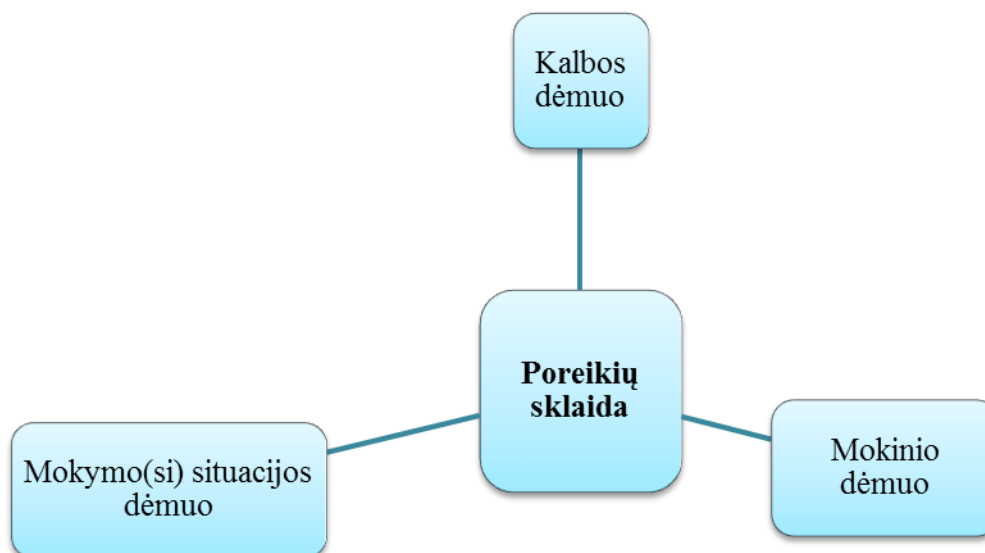 Kalbos
dėmuo
Poreikių
sklaida
Mokymo(si) situacijos
dėmuo
Mokinio
dėmuo